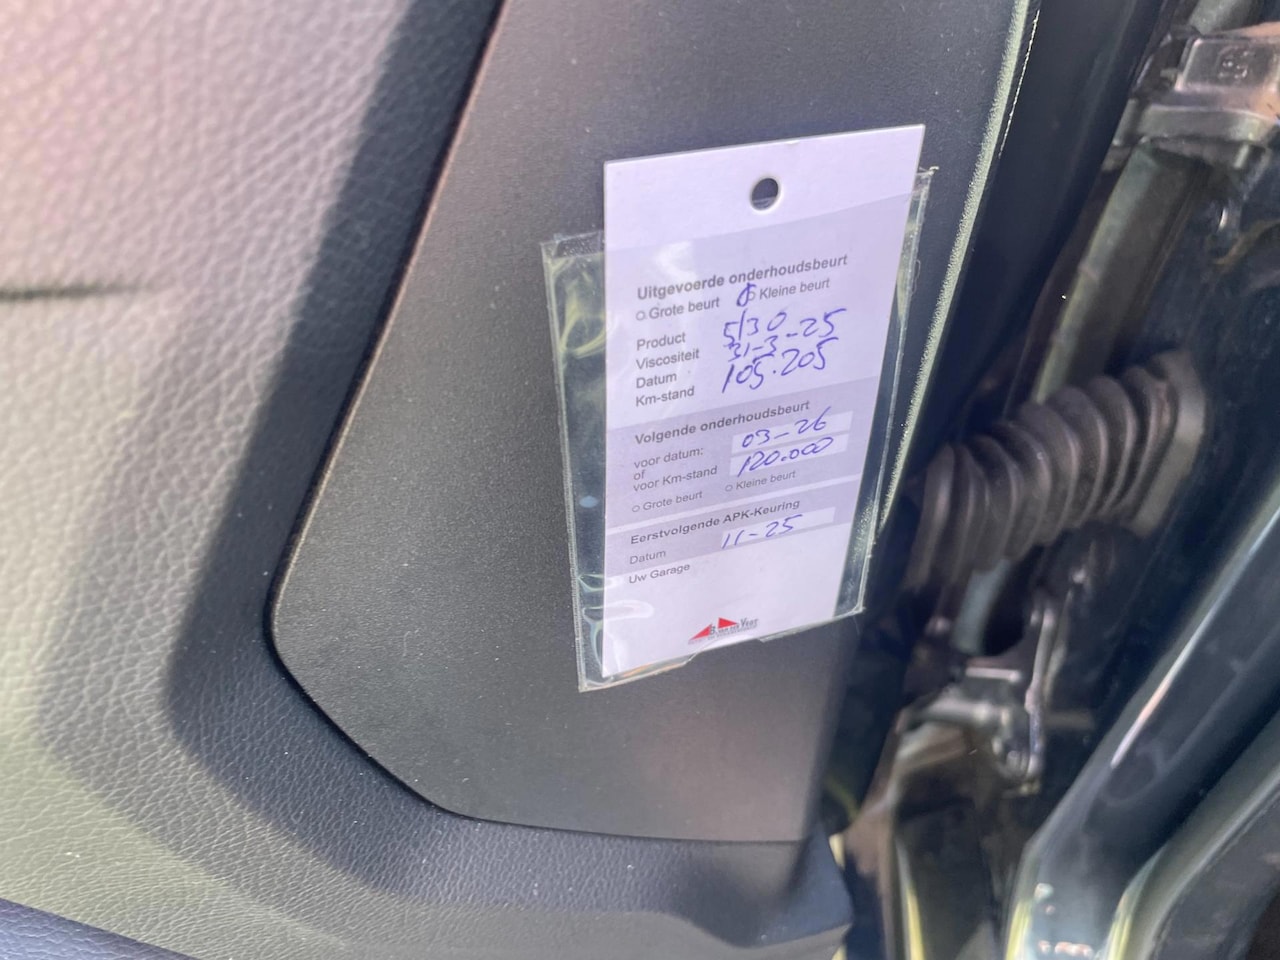 Uitgevoerde onderhoudsbeurt
Grote beurt Kleine beurt
Product
Viscositeit 5/30
Datum 31-3-25
Km-stand 105.205
Volgende onderhoudsbeurt
voor datum: 03-26
of
voor Km-stand 120.000
Grote beurt Kleine beurt
Eerstvolgende APK-Keuring
Datum 11-25
Uw Garage